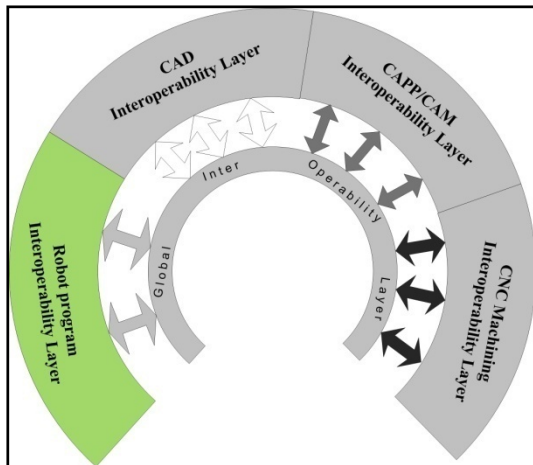 CAD
Interoperability Layer
CAPP/CAM
Interoperability Layer
Robot program
Interoperability Layer
CNC Machining
Interoperability Layer
Global Inter Operability Layer